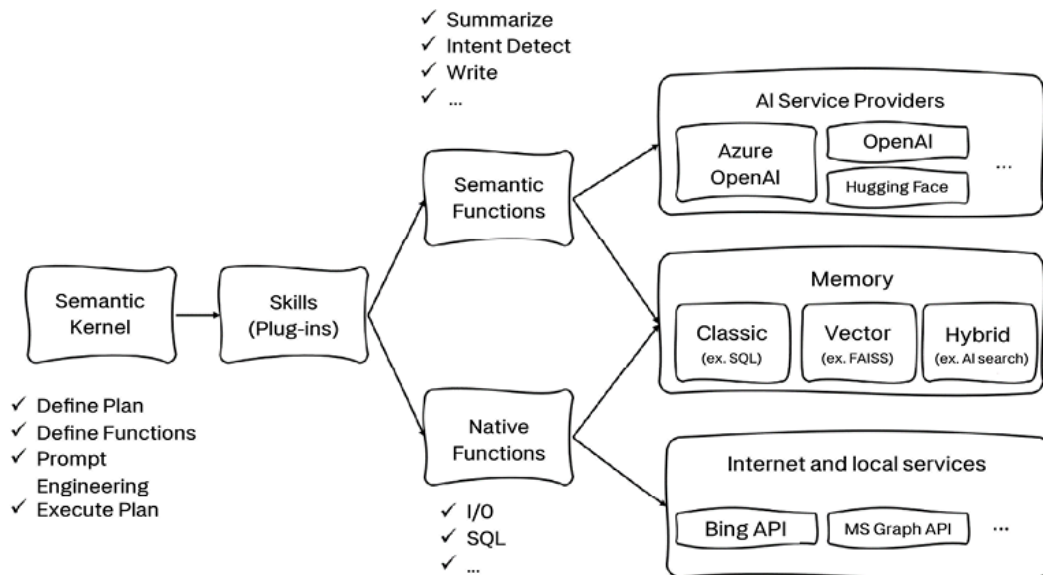 ✓ Summarize
✓ Intent Detect
✓ Write
✓ ...
AI Service Providers
Azure
OpenAI
OpenAI
Hugging Face
...
Semantic
Functions
Semantic
Kernel
Skills
(Plug-ins)
Memory
Classic
(ex. SQL)
Vector
(ex. FAISS)
Hybrid
(ex. AI search)
✓ Define Plan
✓ Define Functions
✓ Prompt
Engineering
✓ Execute Plan
Native
Functions
✓ I/O
✓ SQL
✓ ...
Internet and local services
Bing API
MS Graph API
...